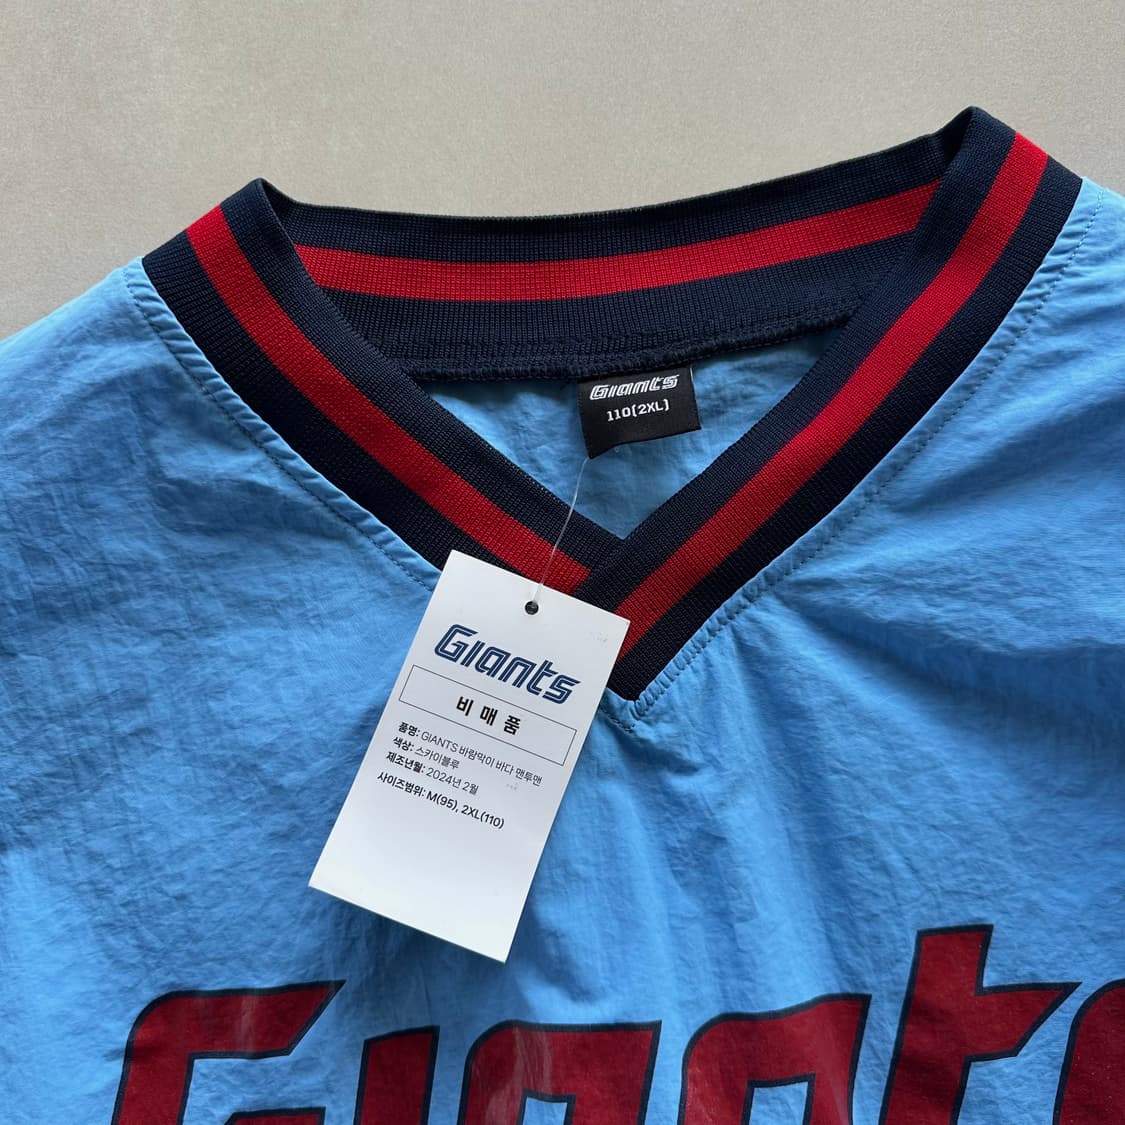 Giants
110(2XL)
Giants
비매품
품명: GIANTS 바람막이 바다 맨투맨
색상: 스카이블루
제조년월: 2024년 2월
사이즈범위: M(95), 2XL(110)
Giants